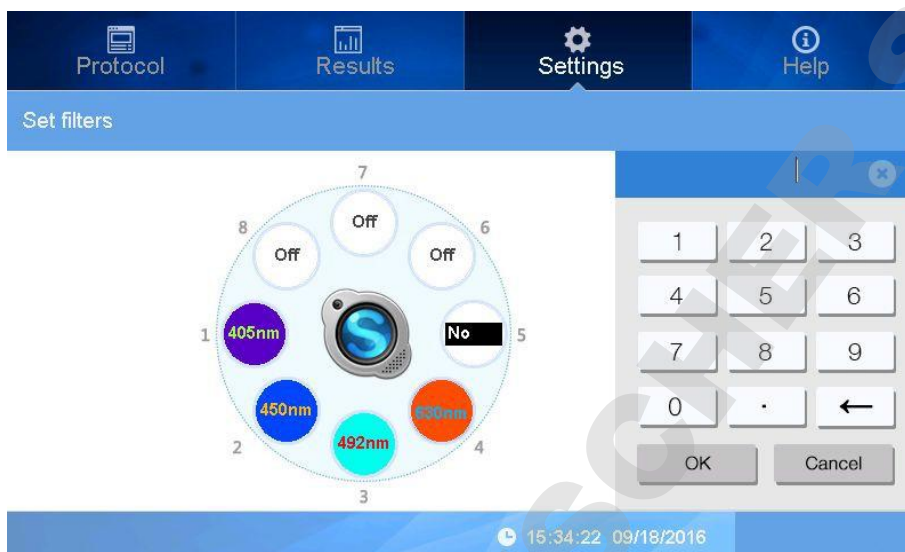 Protocol Results Settings Help
Set filters
7
8 Off Off Off 6
1 405nm No 5
2 450nm 492nm 630nm 4
3
1 2 3
4 5 6
7 8 9
0 . ←
OK Cancel
15:34:22 09/18/2016
SCHER